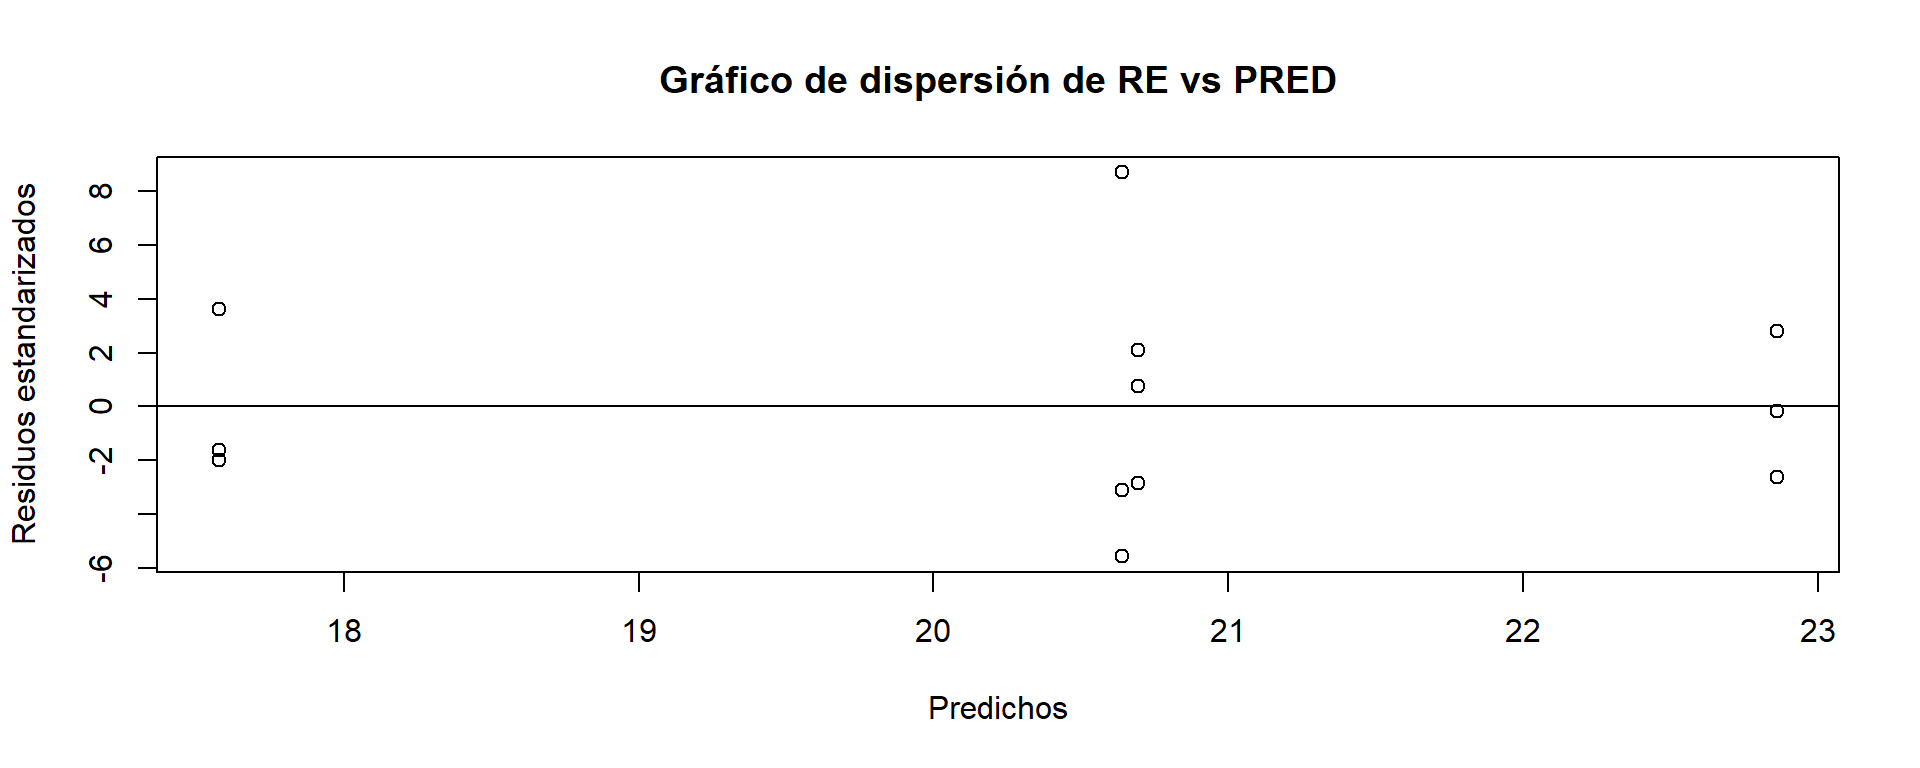 Gráfico de dispersión de RE vs PRED
Residuos estandarizados
8
6
4
2
0
-2
-6
18 19 20 21 22 23
Predichos